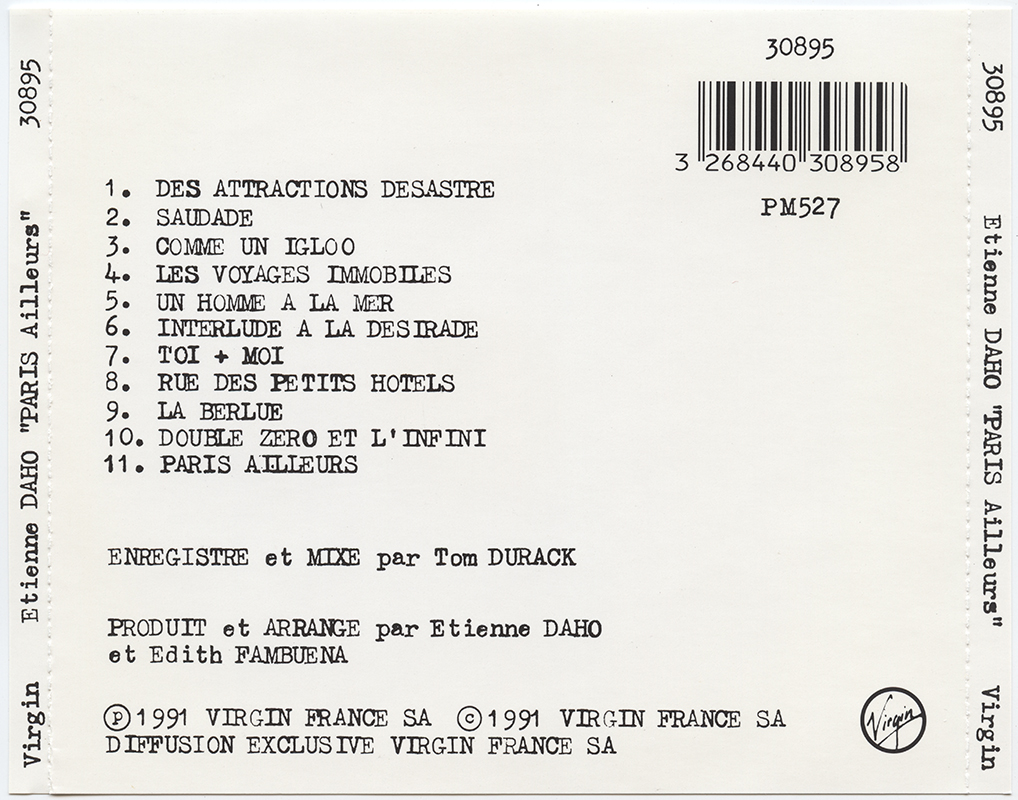 30895
3 268440 308958
PM527
1. DES ATTRACTIONS DESASTRE
2. SAUDADE
3. COMME UN IGLOO
4. LES VOYAGES IMMOBILES
5. UN HOMME A LA MER
6. INTERLUDE A LA DESIRADE
7. TOI + MOI
8. RUE DES PETITS HOTELS
9. LA BERLUE
10. DOUBLE ZERO ET L'INFINI
11. PARIS AILLEURS
ENREGISTRE et MIXE par Tom DURACK
PRODUIT et ARRANGE par Etienne DAHO
et Edith FAMBUENA
Ⓟ1991 VIRGIN FRANCE SA ©1991 VIRGIN FRANCE SA
DIFFUSION EXCLUSIVE VIRGIN FRANCE SA
Virgin
Virgin Etienne DAHO "PARIS Ailleurs" 30895
30895 Etienne DAHO "PARIS Ailleurs" Virgin